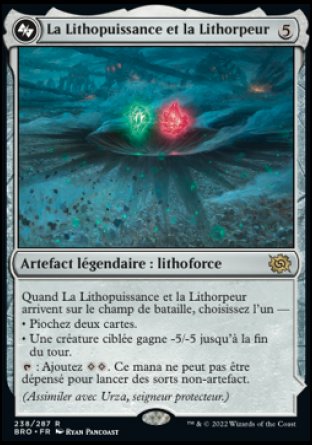 La Lithopuissance et la Lithorpeur 5
Artefact légendaire : lithoforce
Quand La Lithopuissance et la Lithorpeur
arrivent sur le champ de bataille, choisissez l'un —
• Piochez deux cartes.
• Une créature ciblée gagne -5/-5 jusqu'à la fin
du tour.
: Ajoutez . Ce mana ne peut pas être
dépensé pour lancer des sorts non-artefact.
(Assimiler avec Urza, seigneur protecteur.)
238/287 R
BRO • FR RYAN PANCOAST
™ & © 2022 Wizards of the Coast